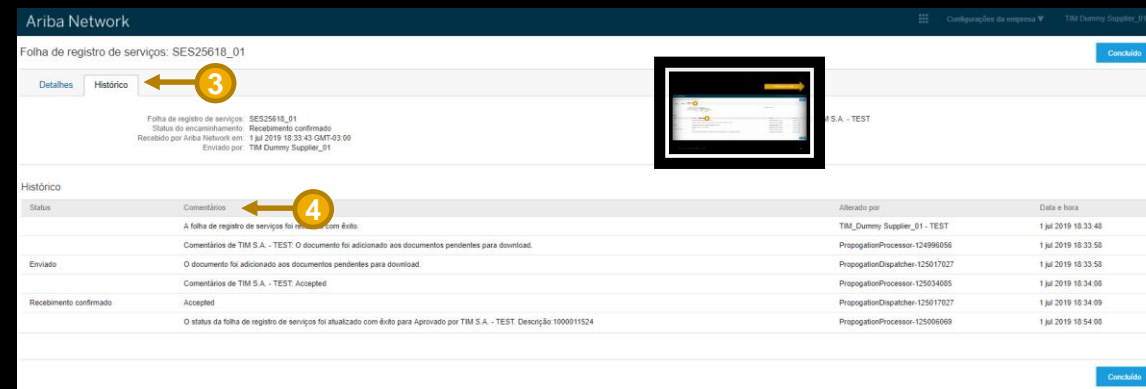 Ariba Network
Configurações da empresa ▼ TIM Dummy Supplier_01
Folha de registro de serviços: SES25618_01
Concluído
Detalhes Histórico
3
Folha de registro de serviços: SES25618_01
Status do encaminhamento: Recebimento confirmado
Recebido por Ariba Network em: 1 jul 2019 18:33:43 GMT-03:00
Enviado por: TIM Dummy Supplier_01
S.A. - TEST
Histórico
Status Comentários Alterado por Data e hora
4
A folha de registro de serviços foi com êxito. TIM_Dummy Supplier_01 - TEST 1 jul 2019 18:33:48
Comentários de TIM S.A. - TEST: O documento foi adicionado aos documentos pendentes para download. PropogationProcessor-124996056 1 jul 2019 18:33:58
Enviado O documento foi adicionado aos documentos pendentes para download. PropogationDispatcher-125017027 1 jul 2019 18:33:58
Comentários de TIM S.A. - TEST: Accepted PropogationProcessor-125034085 1 jul 2019 18:34:08
Recebimento confirmado Accepted PropogationDispatcher-125017027 1 jul 2019 18:34:09
O status da folha de registro de serviços foi atualizado com êxito para Aprovado por TIM S.A. - TEST. Descrição:1000011524 PropogationProcessor-125006069 1 jul 2019 18:54:08
Concluído